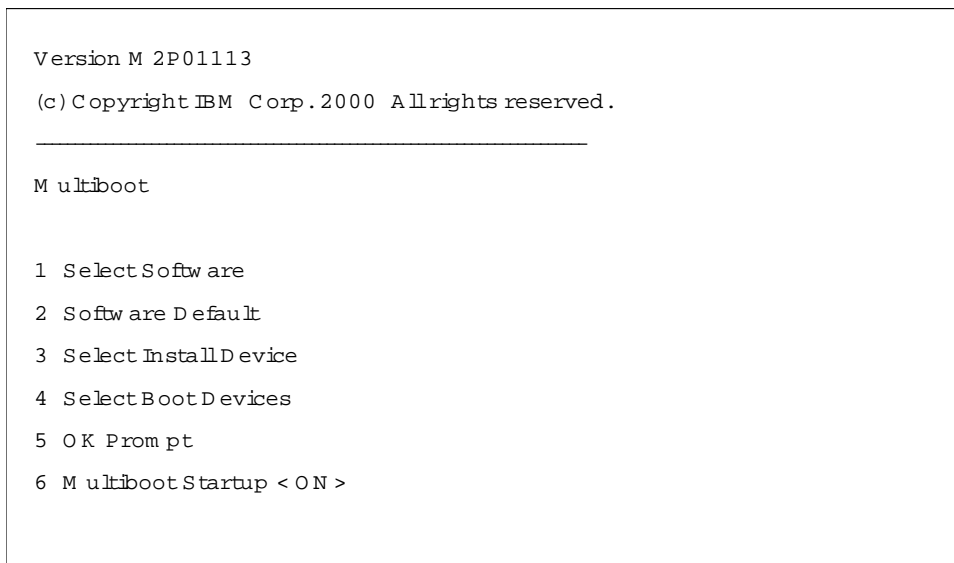 Version M2P01113
(c) Copyright IBM Corp. 2000 All rights reserved.
Multiboot
1 Select Software
2 Software Default
3 Select Install Device
4 Select Boot Devices
5 OK Prompt
6 Multiboot Startup <ON>